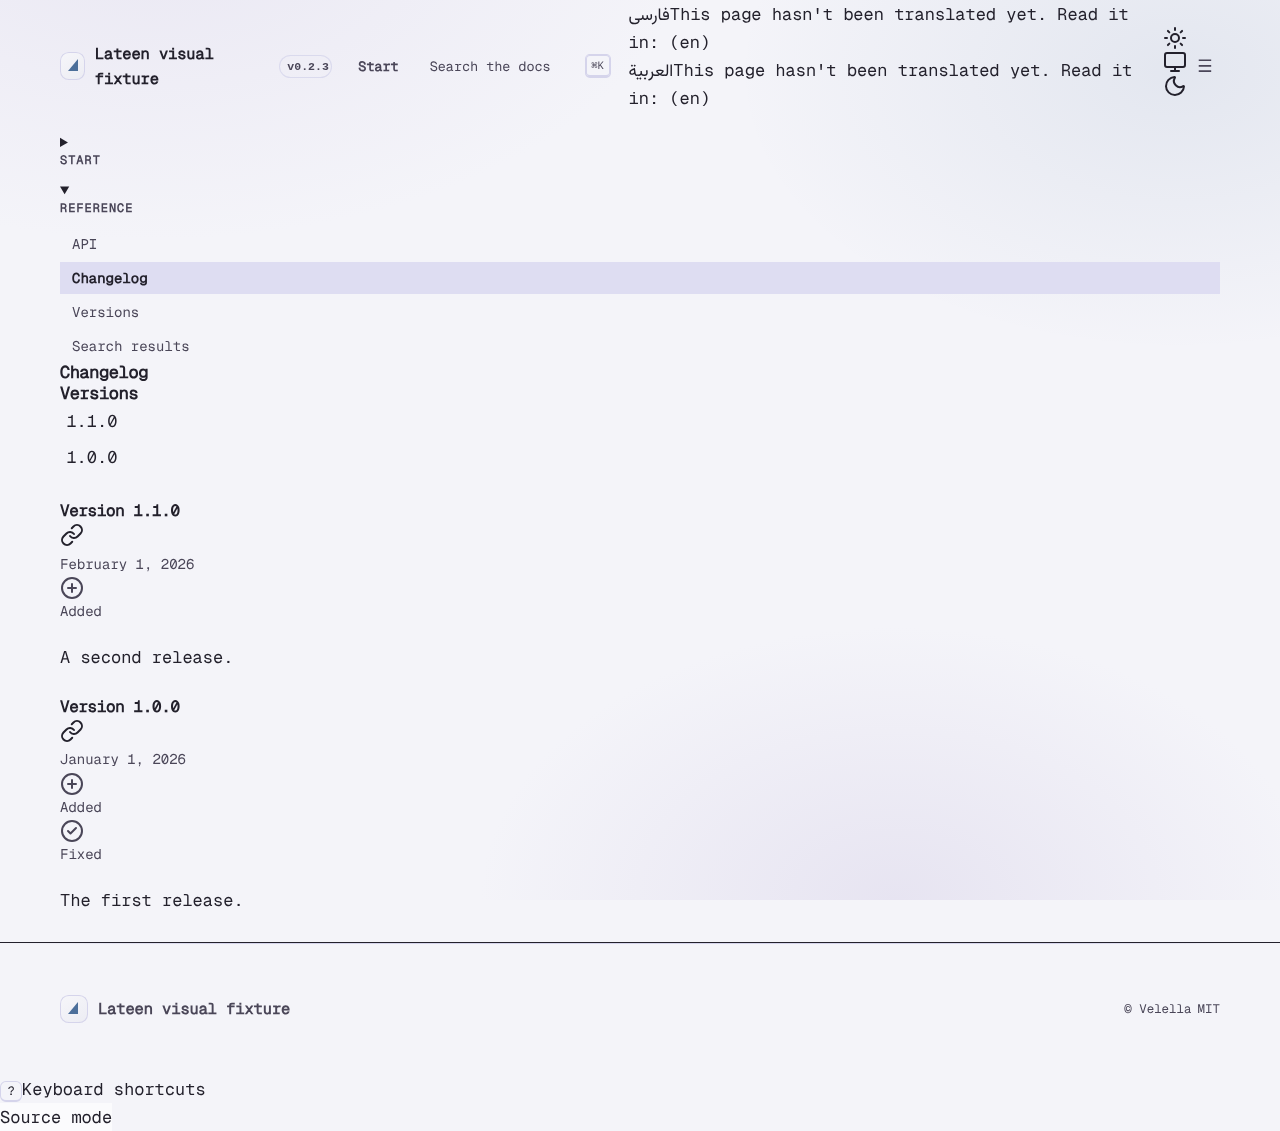 Lateen visual
fixture
v0.2.3
Start
Search the docs
⌘K
فارسیThis page hasn't been translated yet. Read it
in: (en)
العربيةThis page hasn't been translated yet. Read it
in: (en)
START
REFERENCE
API
Changelog
Versions
Search results
Changelog
Versions
1.1.0
1.0.0
Version 1.1.0
February 1, 2026
Added
A second release.
Version 1.0.0
January 1, 2026
Added
Fixed
The first release.
Lateen visual fixture
© Velella MIT
?Keyboard shortcuts
Source mode